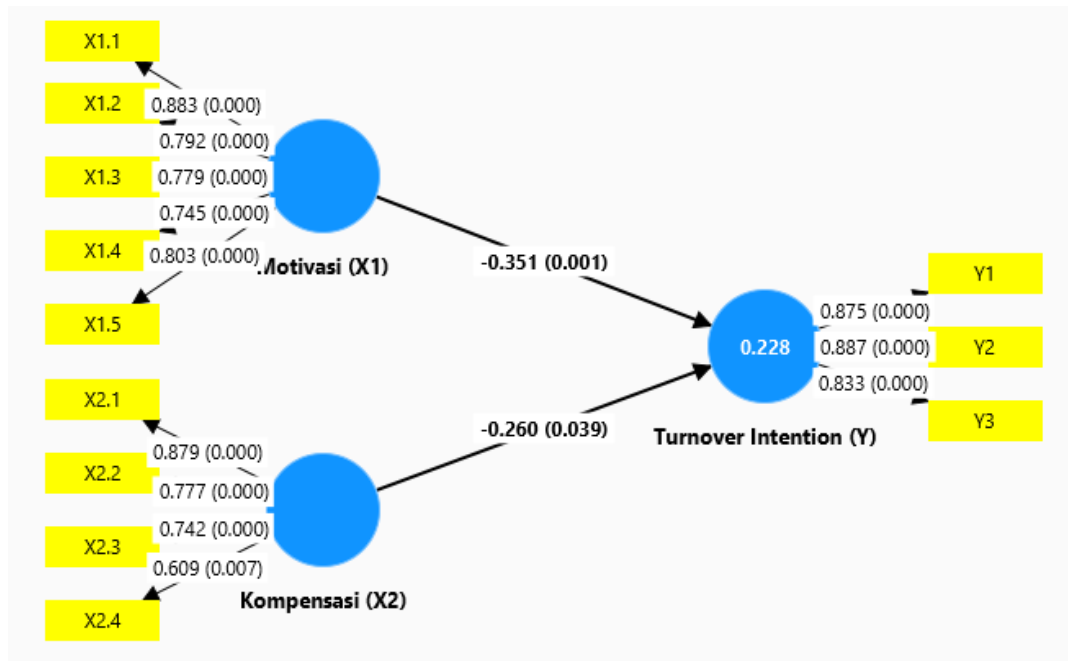 X1.1
X1.2
X1.3
X1.4
X1.5
0.883 (0.000)
0.792 (0.000)
0.779 (0.000)
0.745 (0.000)
0.803 (0.000)
Motivasi (X1)
-0.351 (0.001)
X2.1
X2.2
X2.3
X2.4
0.879 (0.000)
0.777 (0.000)
0.742 (0.000)
0.609 (0.007)
Kompensasi (X2)
-0.260 (0.039)
0.228
Turnover Intention (Y)
0.875 (0.000)
0.887 (0.000)
0.833 (0.000)
Y1
Y2
Y3